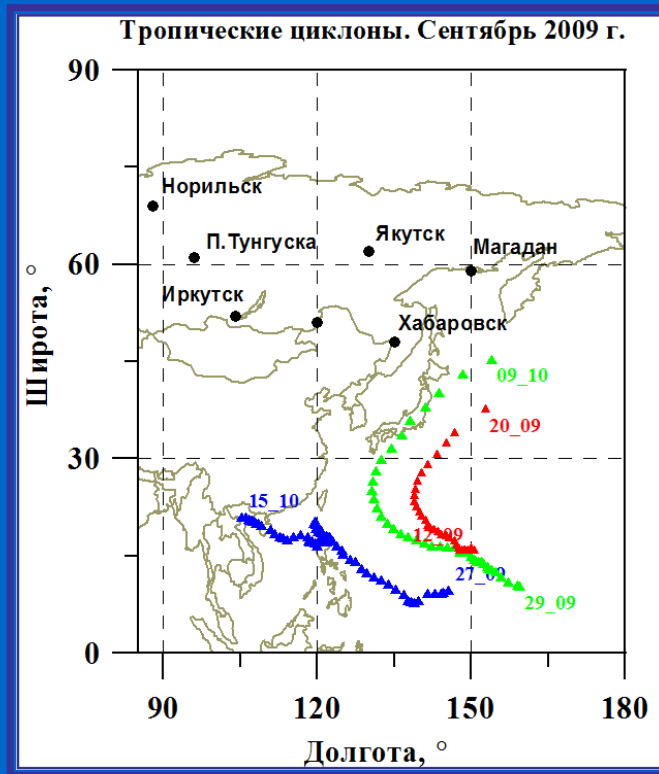 Тропические циклоны. Сентябрь 2009 г.
90
Норильск
П.Тунгуска
Якутск
Магадан
60
Иркутск
Хабаровск
09_10
20_09
30
15_10
12_09
27_09
29_09
0
90
120
150
180
Долгота, °
Широта, °